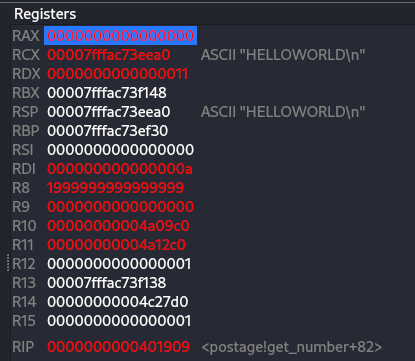 Registers
RAX 0000000000000000
RCX 00007fffac73eea0 ASCII "HELLOWORLD\n"
RDX 0000000000000011
RBX 00007fffac73f148
RSP 00007fffac73eea0 ASCII "HELLOWORLD\n"
RBP 00007fffac73ef30
RSI 0000000000000000
RDI 000000000000000a
R8 1999999999999999
R9 0000000000000000
R10 00000000004a09c0
R11 00000000004a12c0
R12 0000000000000001
R13 00007fffac73f138
R14 00000000004c27d0
R15 0000000000000001
RIP 0000000000401909 <postage!get_number+82>